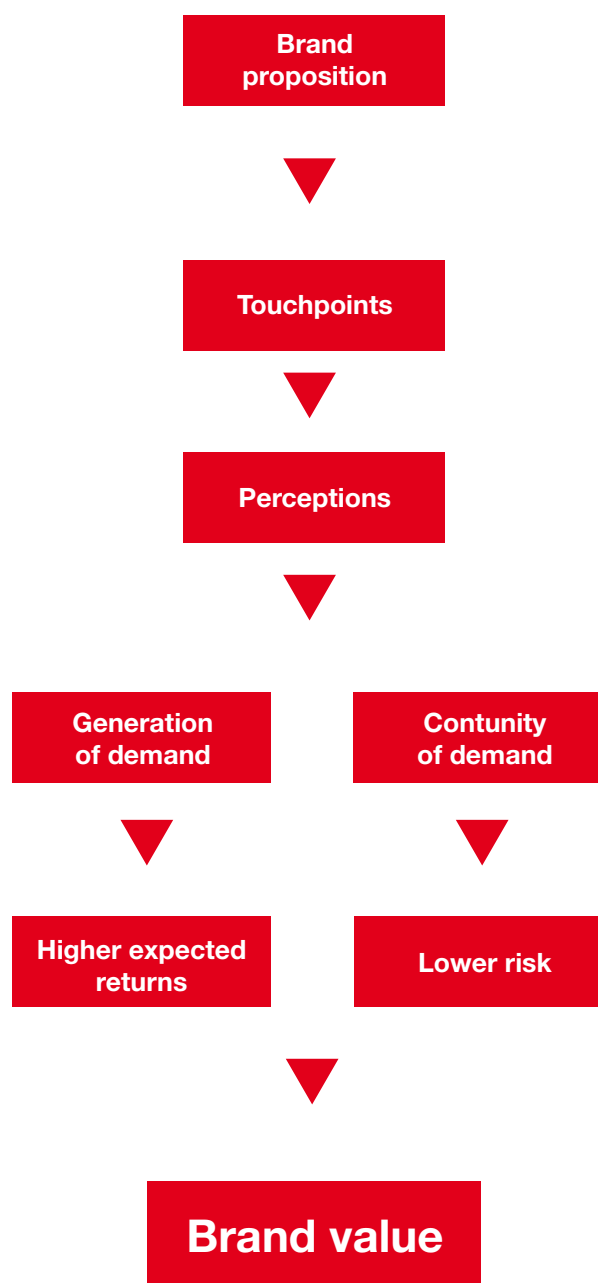 Brand
proposition
Touchpoints
Perceptions
Generation
of demand
Contunity
of demand
Higher expected
returns
Lower risk
Brand value